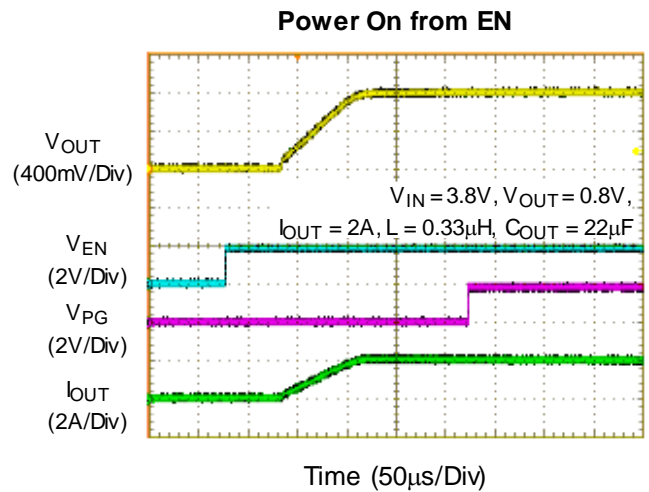 Power On from EN
VOUT
(400mV/Div)
VIN = 3.8V, VOUT = 0.8V,
IOUT = 2A, L = 0.33μH, COUT = 22μF
VEN
(2V/Div)
VPG
(2V/Div)
IOUT
(2A/Div)
Time (50μs/Div)